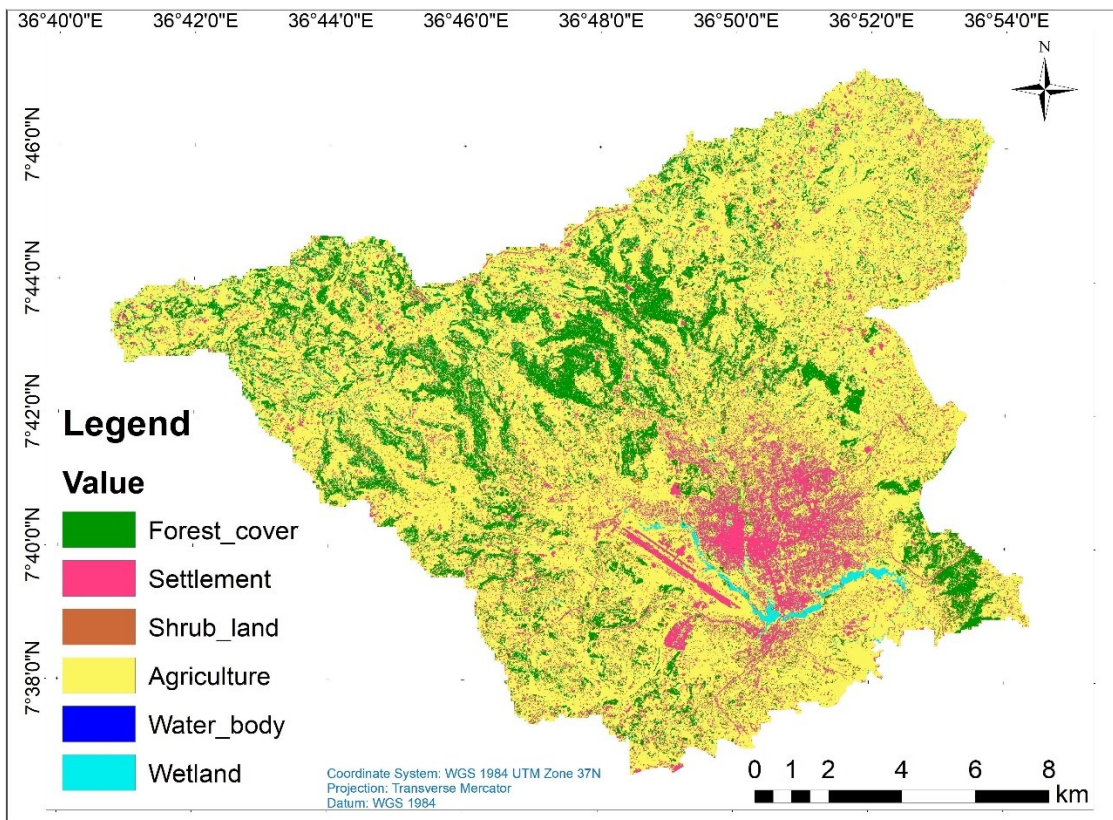 36°40'0"E 36°42'0"E 36°44'0"E 36°46'0"E 36°48'0"E 36°50'0"E 36°52'0"E 36°54'0"E
N
7°46'0"N
7°44'0"N
7°42'0"N
7°40'0"N
7°38'0"N
Legend
Value
Forest_cover
Settlement
Shrub_land
Agriculture
Water_body
Wetland
Coordinate System: WGS 1984 UTM Zone 37N
Projection: Transverse Mercator
Datum: WGS 1984
0 1 2 4 6 8
km